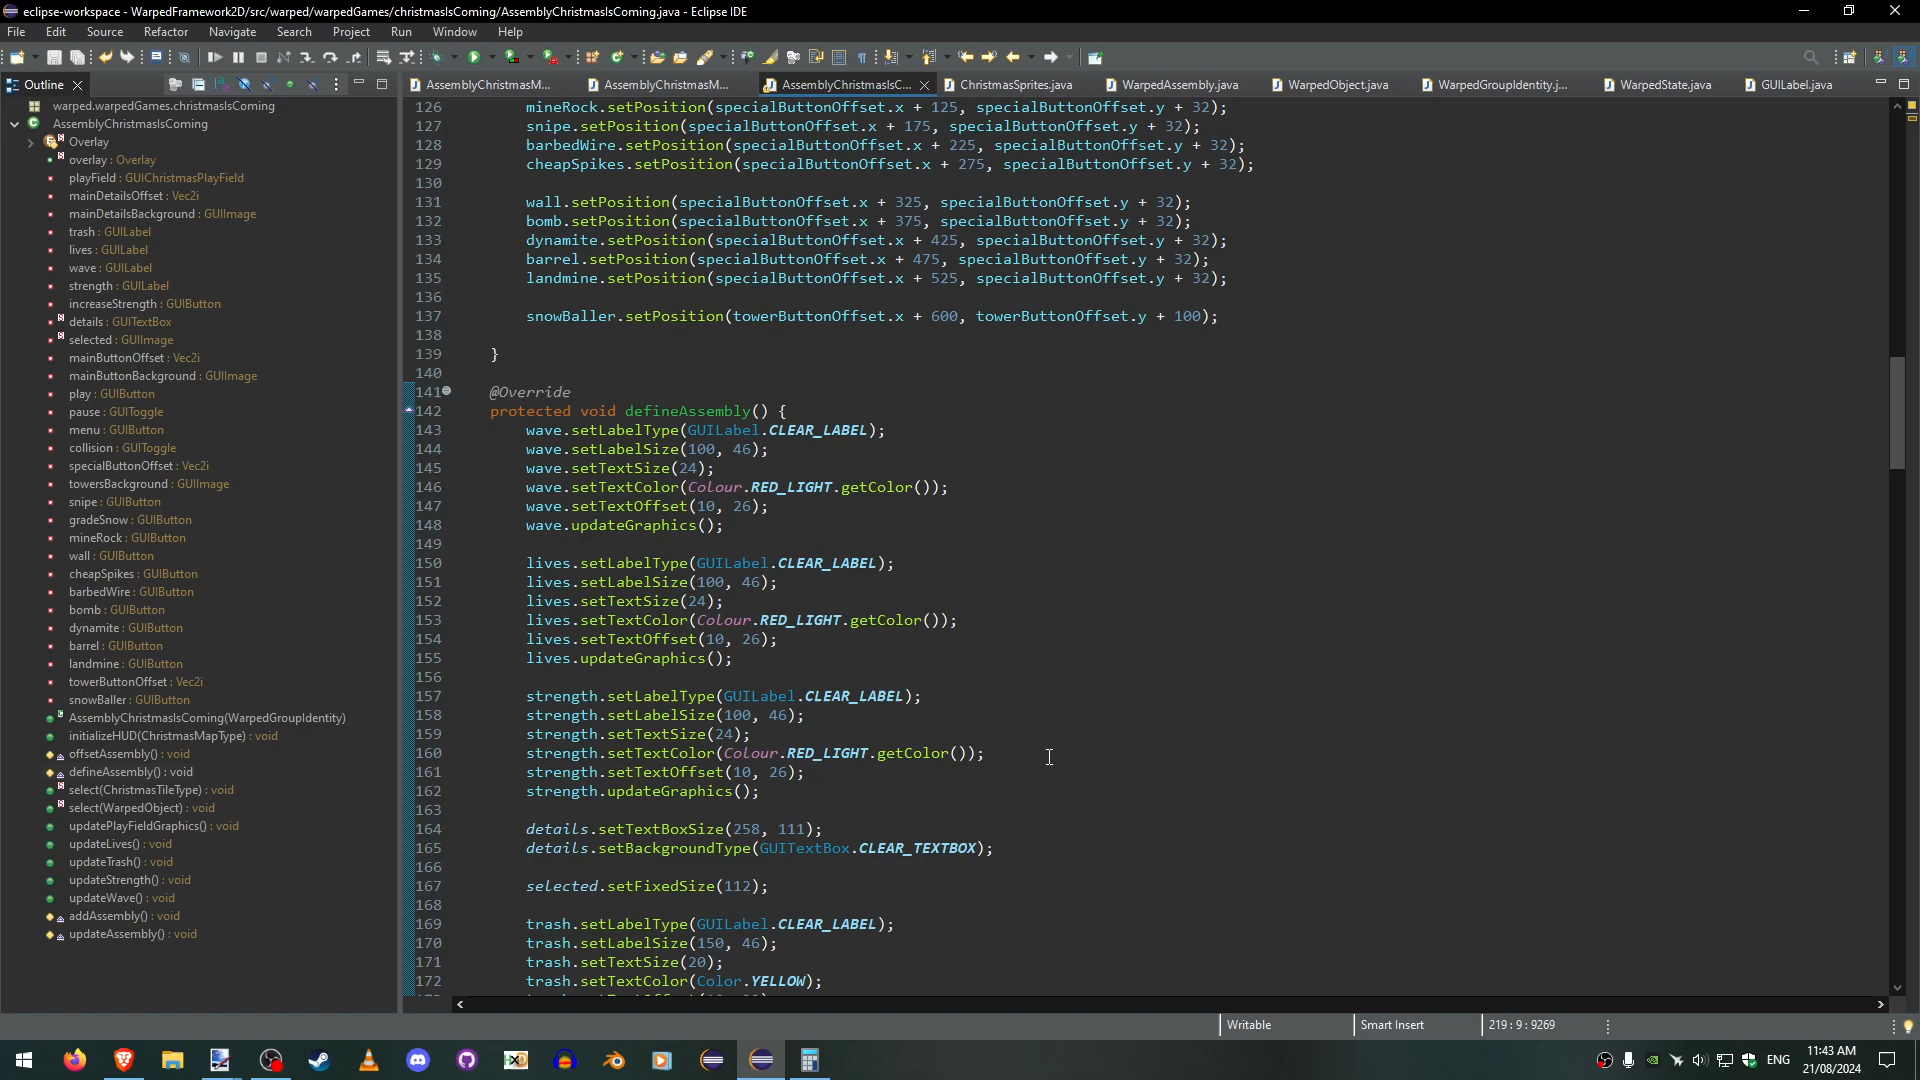 eclipse-workspace - WarpedFramework2D/src/warped/warpedGames/christmasIsComing/AssemblyChristmasIsComing.java - Eclipse IDE
File Edit Source Refactor Navigate Search Project Run Window Help
Outline
AssemblyChristmasM... AssemblyChristmasM... AssemblyChristmasIsC... ChristmasSprites.java WarpedAssembly.java WarpedObject.java WarpedGroupIdentity.j... WarpedState.java GUILabel.java
warped.warpedGames.christmasIsComing
AssemblyChristmasIsComing
Overlay
overlay : Overlay
playField : GUIChristmasPlayField
mainDetailsOffset : Vec2i
mainDetailsBackground : GUIImage
trash : GUILabel
lives : GUILabel
wave : GUILabel
strength : GUILabel
increaseStrength : GUIButton
details : GUITextBox
selected : GUIImage
mainButtonOffset : Vec2i
mainButtonBackground : GUIImage
play : GUIButton
pause : GUIToggle
menu : GUIButton
collision : GUIToggle
specialButtonOffset : Vec2i
towersBackground : GUIImage
snipe : GUIButton
gradeSnow : GUIButton
mineRock : GUIButton
wall : GUIButton
cheapSpikes : GUIButton
barbedWire : GUIButton
bomb : GUIButton
dynamite : GUIButton
barrel : GUIButton
landmine : GUIButton
towerButtonOffset : Vec2i
snowBaller : GUIButton
AssemblyChristmasIsComing(WarpedGroupIdentity)
initializeHUD(ChristmasMapType) : void
offsetAssembly() : void
defineAssembly() : void
select(ChristmasTileType) : void
select(WarpedObject) : void
updatePlayFieldGraphics() : void
updateLives() : void
updateTrash() : void
updateStrength() : void
updateWave() : void
addAssembly() : void
updateAssembly() : void
126 mineRock.setPosition(specialButtonOffset.x + 125, specialButtonOffset.y + 32);
127 snipe.setPosition(specialButtonOffset.x + 175, specialButtonOffset.y + 32);
128 barbedWire.setPosition(specialButtonOffset.x + 225, specialButtonOffset.y + 32);
129 cheapSpikes.setPosition(specialButtonOffset.x + 275, specialButtonOffset.y + 32);
130
131 wall.setPosition(specialButtonOffset.x + 325, specialButtonOffset.y + 32);
132 bomb.setPosition(specialButtonOffset.x + 375, specialButtonOffset.y + 32);
133 dynamite.setPosition(specialButtonOffset.x + 425, specialButtonOffset.y + 32);
134 barrel.setPosition(specialButtonOffset.x + 475, specialButtonOffset.y + 32);
135 landmine.setPosition(specialButtonOffset.x + 525, specialButtonOffset.y + 32);
136
137 snowBaller.setPosition(towerButtonOffset.x + 600, towerButtonOffset.y + 100);
138
139 }
140
141 @Override
142 protected void defineAssembly() {
143 wave.setLabelType(GUILabel.CLEAR_LABEL);
144 wave.setLabelSize(100, 46);
145 wave.setTextSize(24);
146 wave.setTextColor(Colour.RED_LIGHT.getColor());
147 wave.setTextOffset(10, 26);
148 wave.updateGraphics();
149
150 lives.setLabelType(GUILabel.CLEAR_LABEL);
151 lives.setLabelSize(100, 46);
152 lives.setTextSize(24);
153 lives.setTextColor(Colour.RED_LIGHT.getColor());
154 lives.setTextOffset(10, 26);
155 lives.updateGraphics();
156
157 strength.setLabelType(GUILabel.CLEAR_LABEL);
158 strength.setLabelSize(100, 46);
159 strength.setTextSize(24);
160 strength.setTextColor(Colour.RED_LIGHT.getColor());
161 strength.setTextOffset(10, 26);
162 strength.updateGraphics();
163
164 details.setTextBoxSize(258, 111);
165 details.setBackgroundType(GUITextBox.CLEAR_TEXTBOX);
166
167 selected.setFixedSize(112);
168
169 trash.setLabelType(GUILabel.CLEAR_LABEL);
170 trash.setLabelSize(150, 46);
171 trash.setTextSize(20);
172 trash.setTextColor(Color.YELLOW);
Writable Smart Insert 219 : 9 : 9269
ENG 11:43 AM
21/08/2024